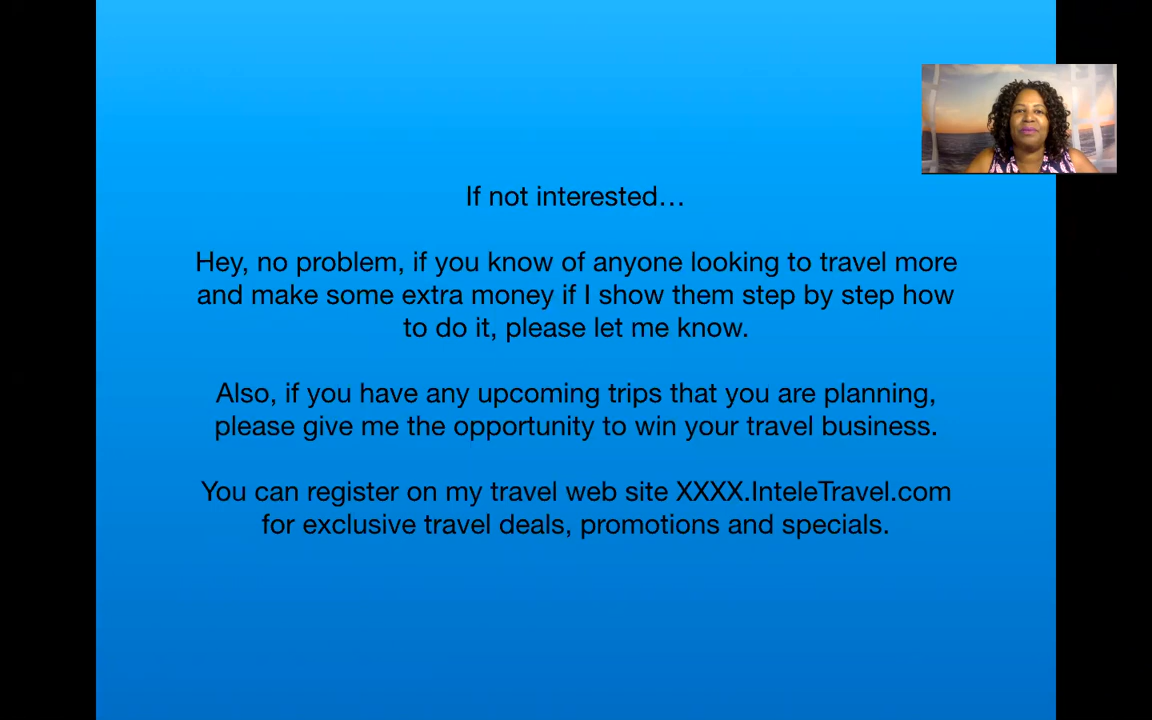 If not interested…
Hey, no problem, if you know of anyone looking to travel more
and make some extra money if I show them step by step how
to do it, please let me know.
Also, if you have any upcoming trips that you are planning,
please give me the opportunity to win your travel business.
You can register on my travel web site XXXX.InteleTravel.com
for exclusive travel deals, promotions and specials.